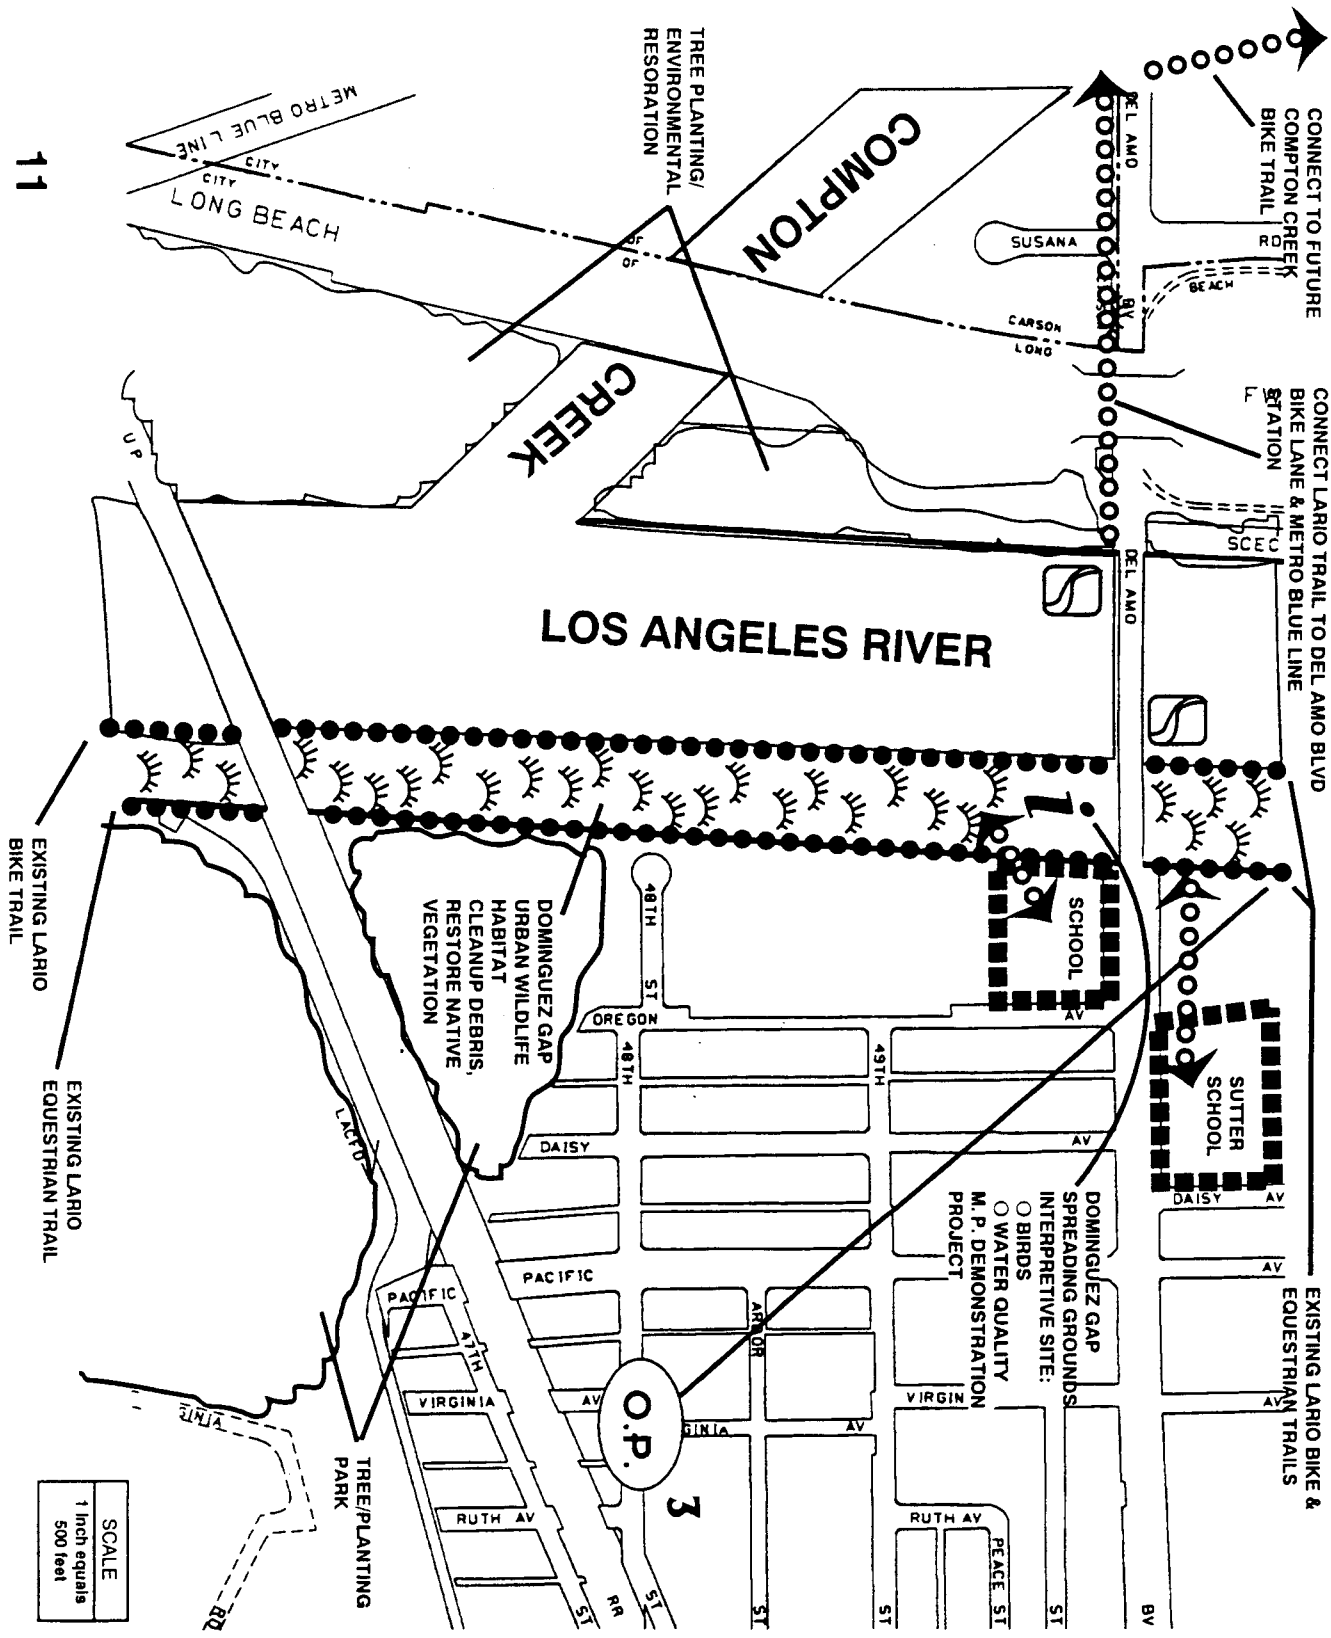 CONNECT TO FUTURE
COMPTON CREEK
BIKE TRAIL
CONNECT LARIO TRAIL TO DEL AMO BLVD
BIKE LANE & METRO BLUE LINE
STATION
EXISTING LARIO BIKE &
EQUESTRIAN TRAILS
TREE PLANTING/
ENVIRONMENTAL
RESORATION
COMPTON
CREEK
LOS ANGELES RIVER
METRO BLUE LINE
CITY
CITY
LONG BEACH
OF
OF
CARSON
LONG
BEACH
SUSANA
RD
DEL AMO
BV
DEL AMO
SCEC
UP
i
SCHOOL
AV
SUTTER
SCHOOL
DAISY
AV
AV
AV
48TH
ST
OREGON
48TH
49TH
DAISY
AV
DOMINGUEZ GAP
URBAN WILDLIFE
HABITAT
CLEANUP DEBRIS,
RESTORE NATIVE
VEGETATION
DOMINGUEZ GAP
SPREADING GROUNDS
INTERPRETIVE SITE:
○ BIRDS
○ WATER QUALITY
M. P. DEMONSTRATION
PROJECT
EXISTING LARIO
BIKE TRAIL
EXISTING LARIO
EQUESTRIAN TRAIL
LACFD
PACIFIC
PACIFIC
47TH
ARBOR
VIRGINIA
AV
GINIA
AV
VIRGIN
O.P.
3
RUTH AV
RUTH AV
PEACE ST
ST
RR
ST
ST
ST
ST
BV
RD
TREE/PLANTING
PARK
SCALE
1 Inch equals
500 feet
11